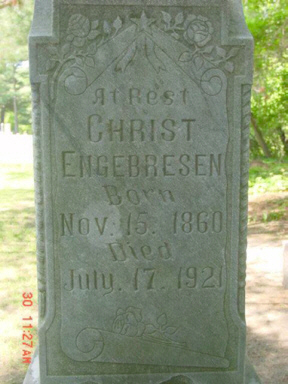 At Rest
CHRIST
ENGEBRESEN
Born
Nov. 15. 1860
Died
July, 17. 1921
30 11:27AM